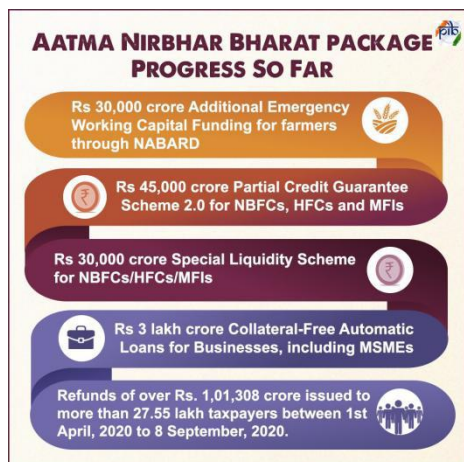 AATMA NIRBHAR BHARAT PACKAGE
PROGRESS SO FAR
pib
Rs 30,000 crore Additional Emergency
Working Capital Funding for farmers
through NABARD
Rs 45,000 crore Partial Credit Guarantee
Scheme 2.0 for NBFCs, HFCs and MFIs
₹
Rs 30,000 crore Special Liquidity Scheme
for NBFCs/HFCs/MFIs
₹
Rs 3 lakh crore Collateral-Free Automatic
Loans for Businesses, including MSMEs
Refunds of over Rs. 1,01,308 crore issued to
more than 27.55 lakh taxpayers between 1st
April, 2020 to 8 September, 2020.